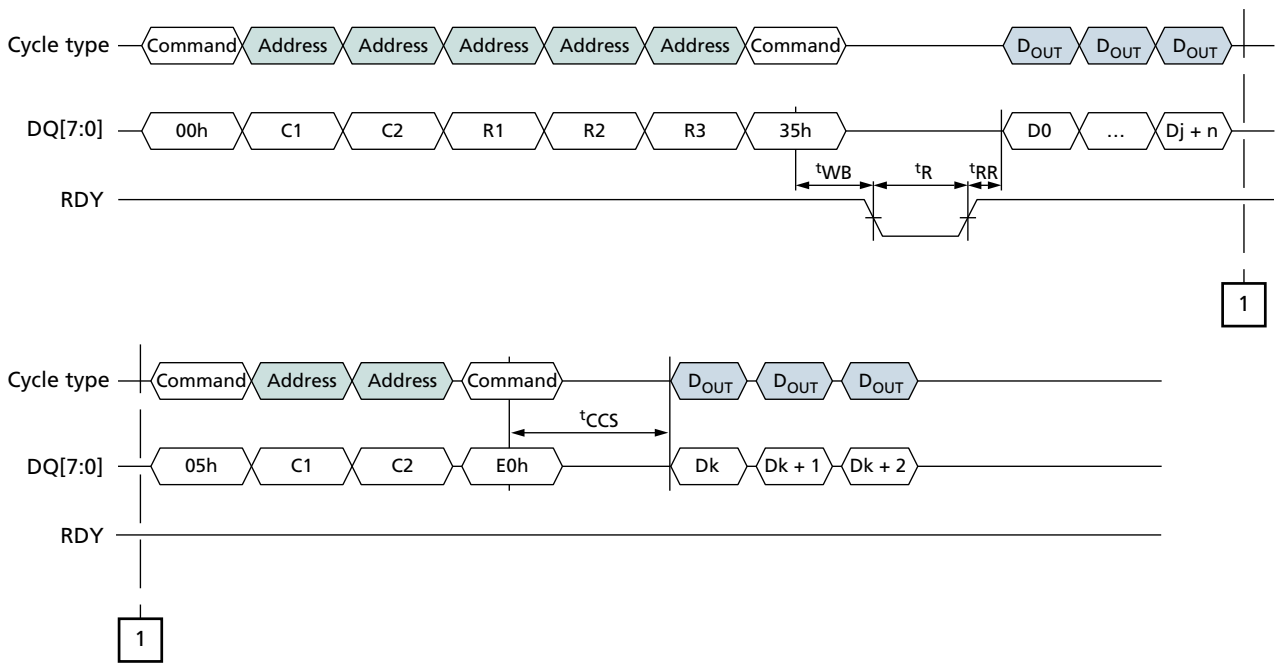 Cycle type Command Address Address Address Address Address Command DOUT DOUT DOUT
DQ[7:0] 00h C1 C2 R1 R2 R3 35h D0 … Dj + n
tWB tR tRR
RDY
1
Cycle type Command Address Address Command DOUT DOUT DOUT
tCCS
DQ[7:0] 05h C1 C2 E0h Dk Dk + 1 Dk + 2
RDY
1